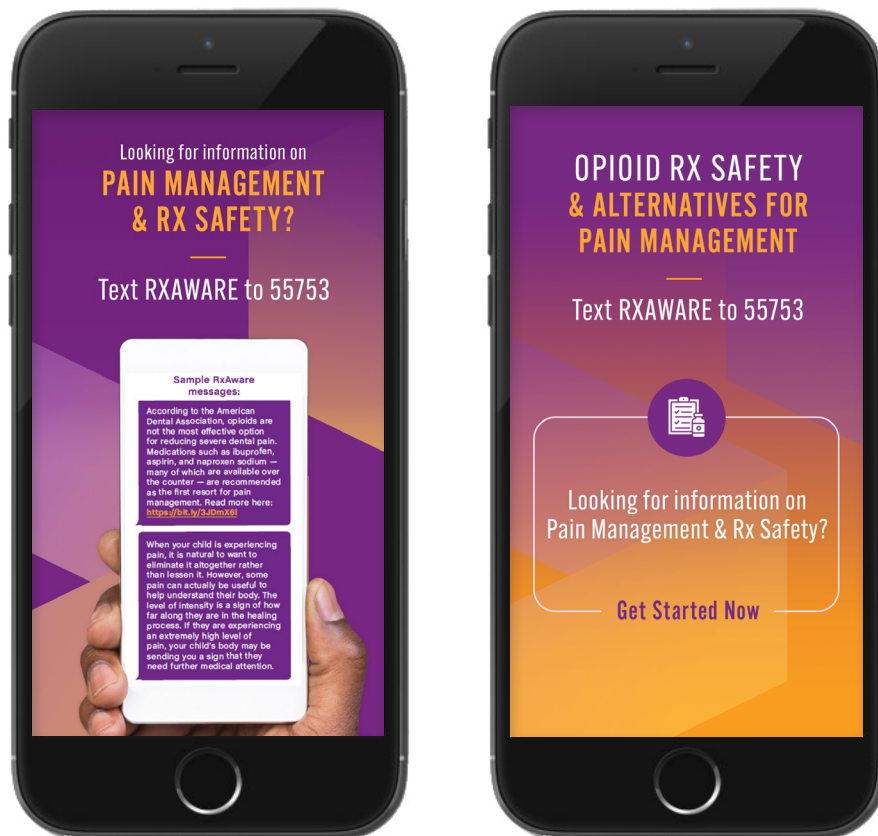 Looking for information on
PAIN MANAGEMENT
& RX SAFETY?
Text RXAWARE to 55753
Sample RxAware
messages:
According to the American
Dental Association, opioids are
not the most effective option
for reducing severe dental pain.
Medications such as ibuprofen,
aspirin, and naproxen sodium —
many of which are available over
the counter — are recommended
as the first resort for pain
management. Read more here:
https://bit.ly/3JDmX6l
When your child is experiencing
pain, it is natural to want to
eliminate it altogether rather
than lessen it. However, some
pain can actually be useful to
help understand their body. The
level of intensity is a sign of how
far along they are in the healing
process. If they are experiencing
an extremely high level of
pain, your child's body may be
sending you a sign that they
need further medical attention.
OPIOID RX SAFETY
& ALTERNATIVES FOR
PAIN MANAGEMENT
Text RXAWARE to 55753
Looking for information on
Pain Management & Rx Safety?
Get Started Now